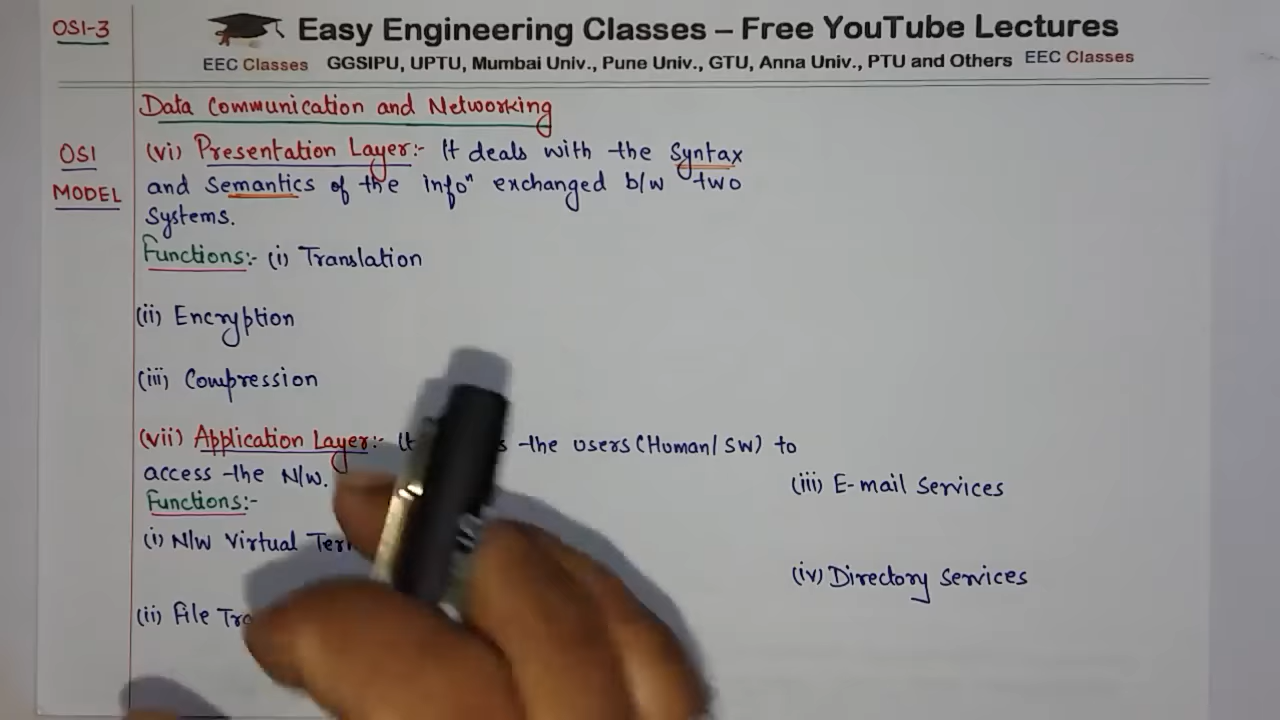 OSI-3
Easy Engineering Classes – Free YouTube Lectures
EEC Classes GGSIPU, UPTU, Mumbai Univ., Pune Univ., GTU, Anna Univ., PTU and Others EEC Classes
Data Communication and Networking
OSI
MODEL
(vi) Presentation Layer:- It deals with the Syntax
and Semantics of the infoⁿ exchanged b/w two
Systems.
Functions:- (i) Translation
(ii) Encryption
(iii) Compression
(vii) Application Layer:- It the users (Human/SW) to
access the N/W.
Functions:-
(i) N/W Virtual
(ii) File
(iii) E-mail Services
(iv) Directory Services